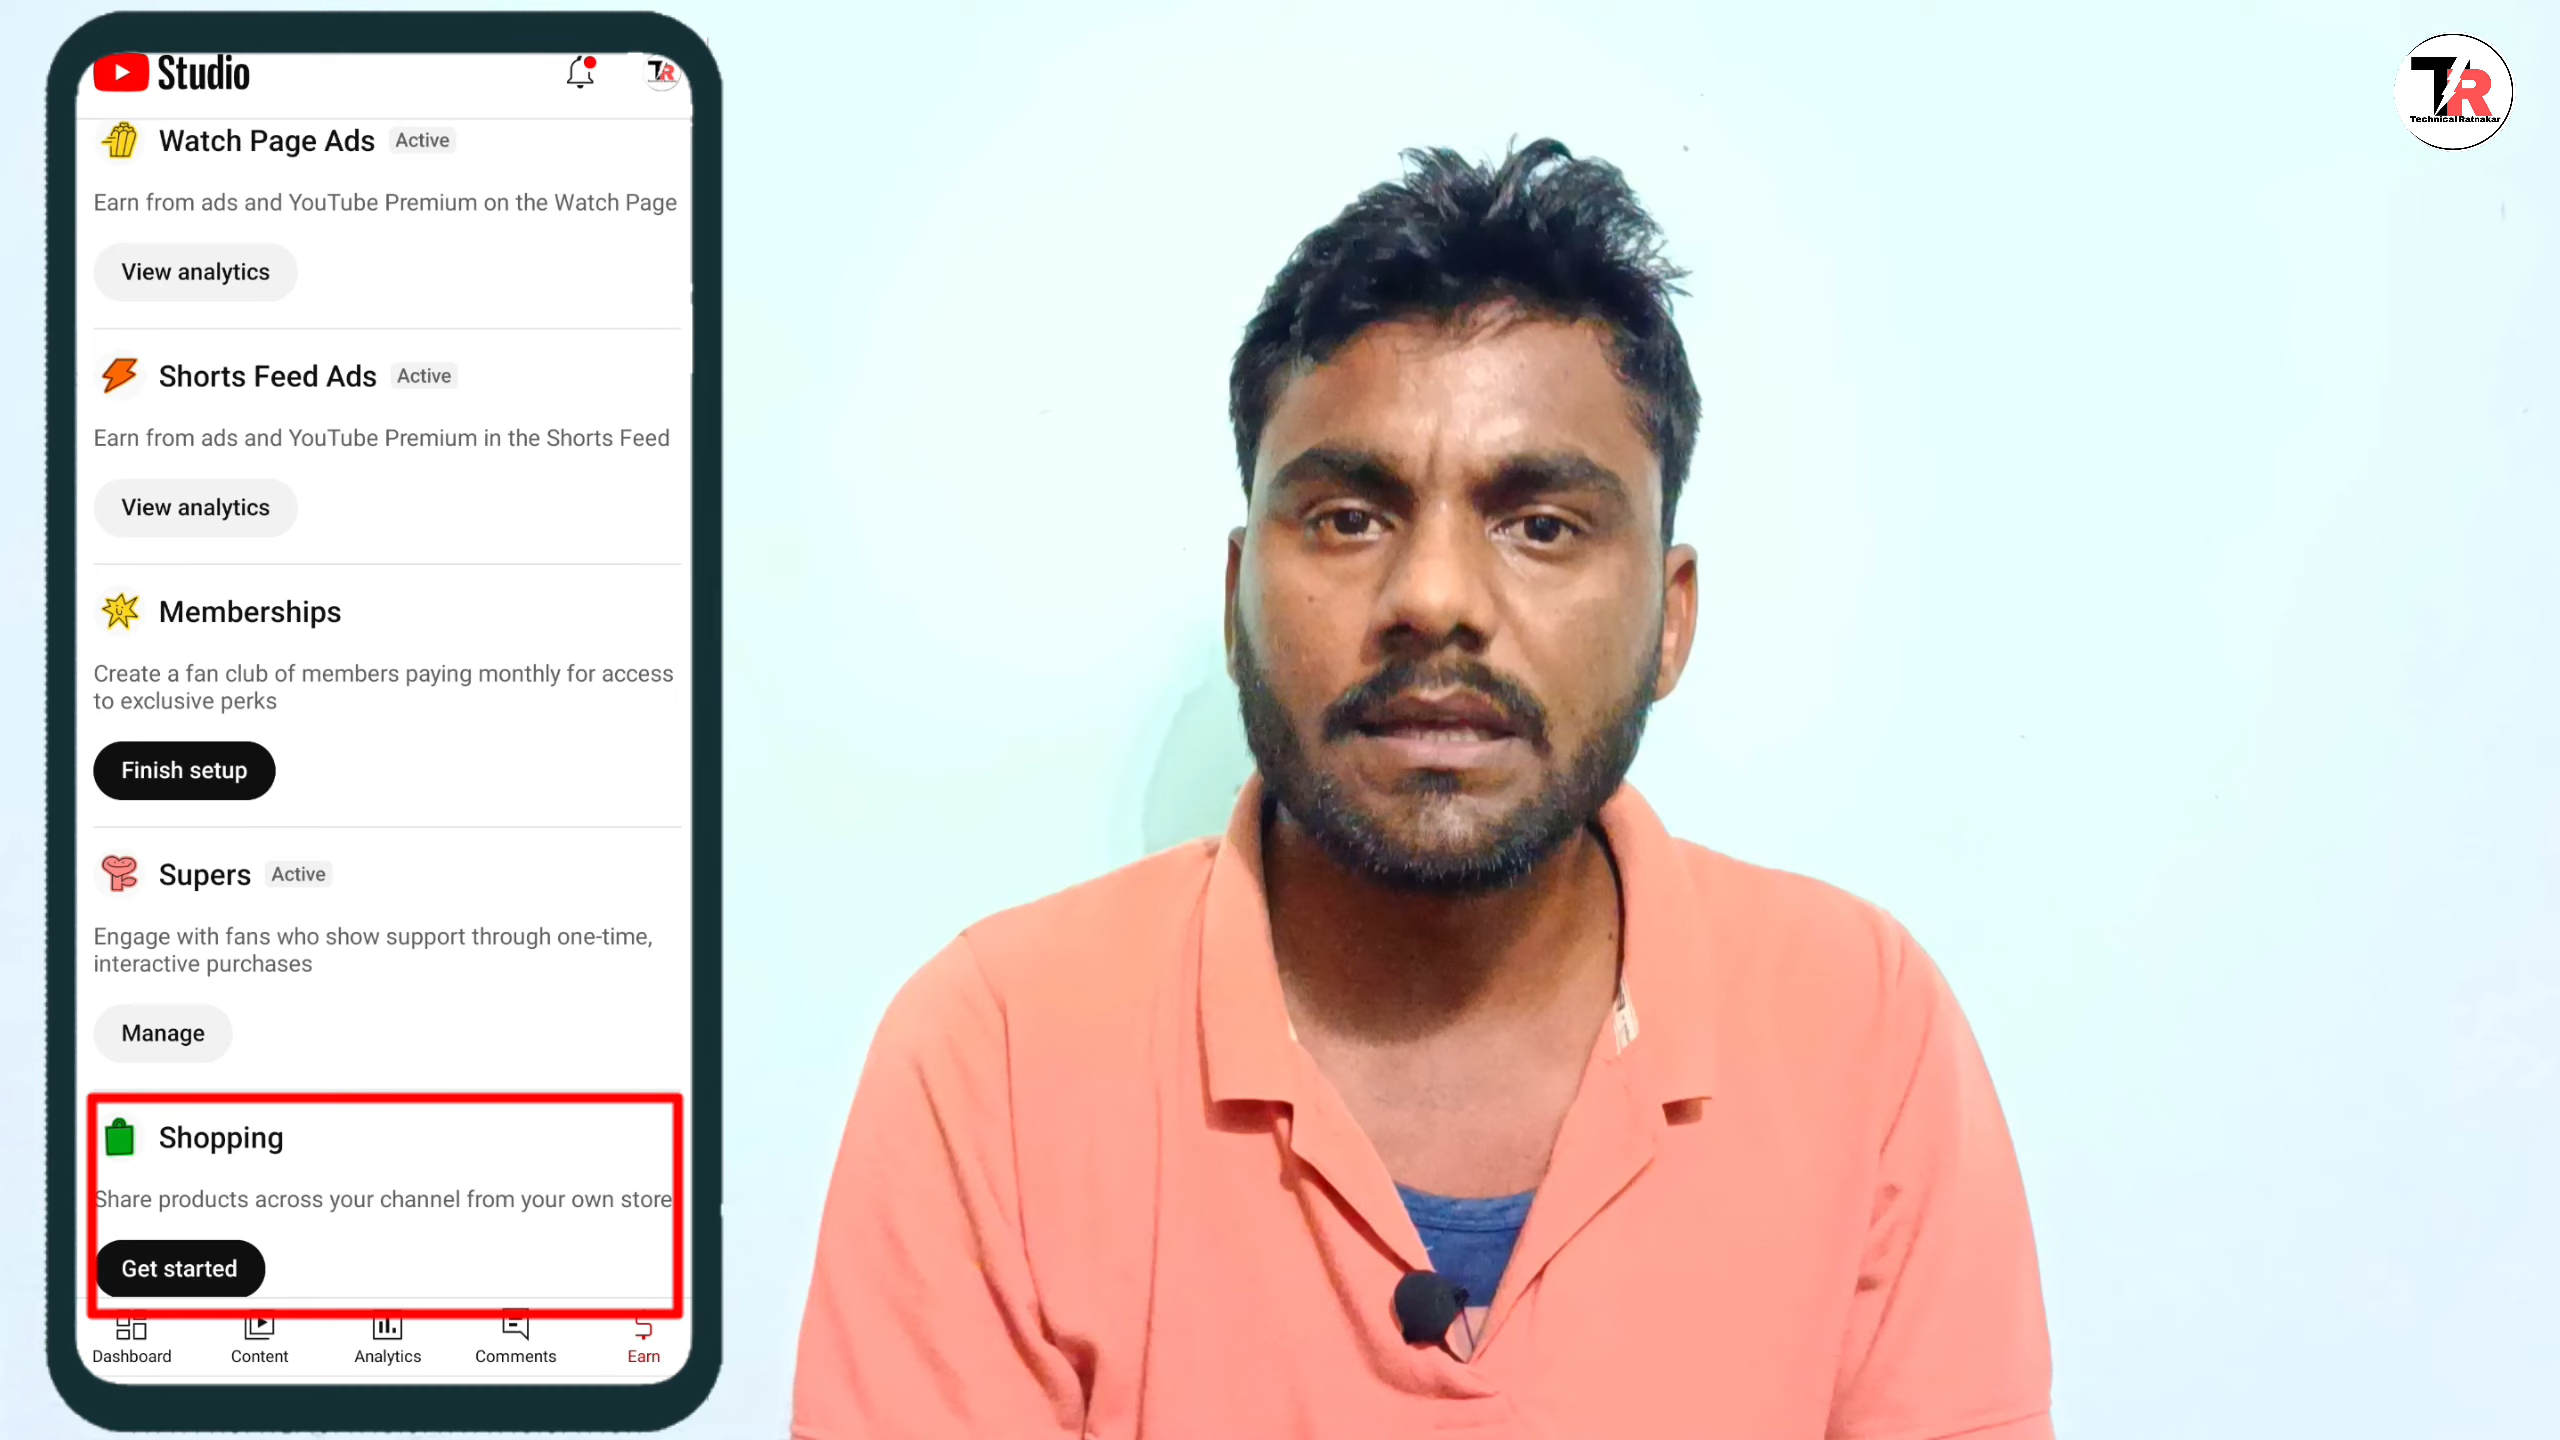 Studio
TR
Watch Page Ads Active
Earn from ads and YouTube Premium on the Watch Page
View analytics
Shorts Feed Ads Active
Earn from ads and YouTube Premium in the Shorts Feed
View analytics
Memberships
Create a fan club of members paying monthly for access
to exclusive perks
Finish setup
Supers Active
Engage with fans who show support through one-time,
interactive purchases
Manage
Shopping
Share products across your channel from your own store
Get started
Dashboard Content Analytics Comments Earn
TR
Technical Ratnakar